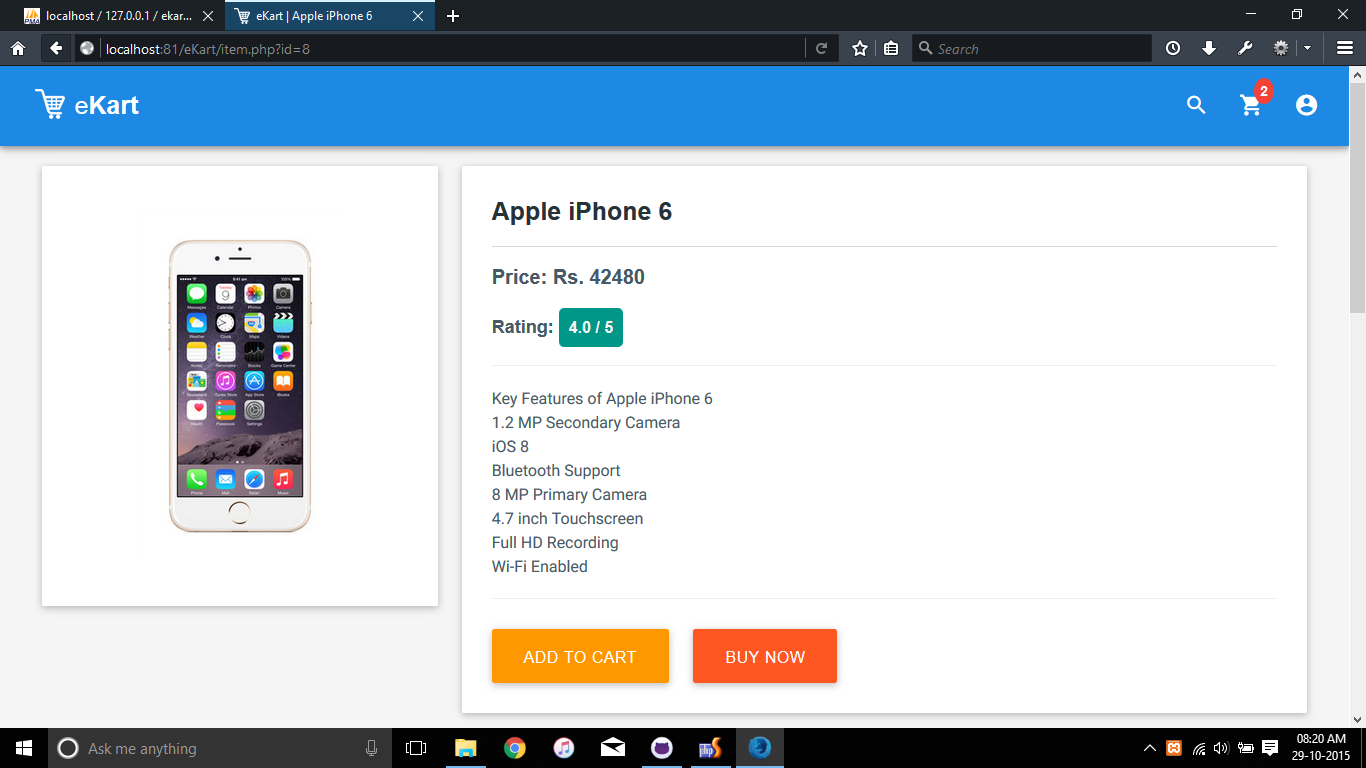 localhost / 127.0.0.1 / ekar...
eKart | Apple iPhone 6
localhost:81/eKart/item.php?id=8
Search
eKart
2
Apple iPhone 6
Price: Rs. 42480
Rating: 4.0 / 5
Key Features of Apple iPhone 6
1.2 MP Secondary Camera
iOS 8
Bluetooth Support
8 MP Primary Camera
4.7 inch Touchscreen
Full HD Recording
Wi-Fi Enabled
ADD TO CART
BUY NOW
Ask me anything
08:20 AM
29-10-2015